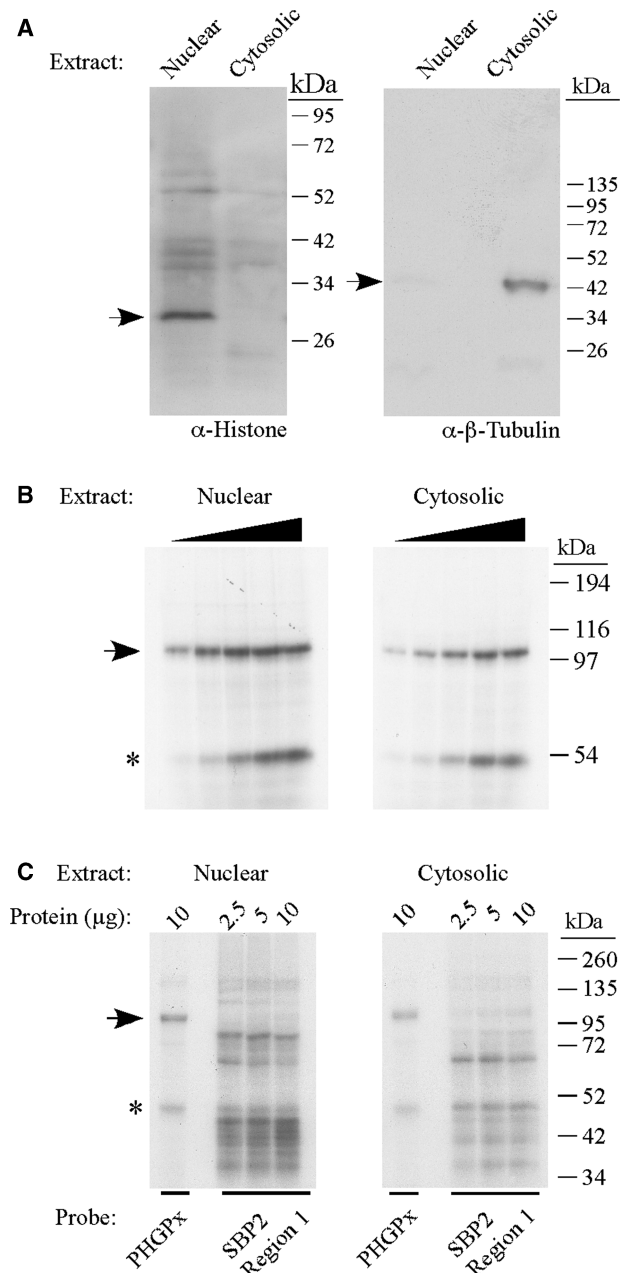 A
Extract: Nuclear Cytosolic Nuclear Cytosolic
kDa kDa
95
72
52
42
34
26
135
95
72
52
42
34
26
α-Histone α-β-Tubulin
B Extract: Nuclear Cytosolic
kDa
194
116
97
* 54
C Extract: Nuclear Cytosolic
Protein (µg): 10 2.5 5 10 10 2.5 5 10
kDa
260
135
95
72
52
42
34
*
Probe: PHGPx SBP2 Region 1 PHGPx SBP2 Region 1